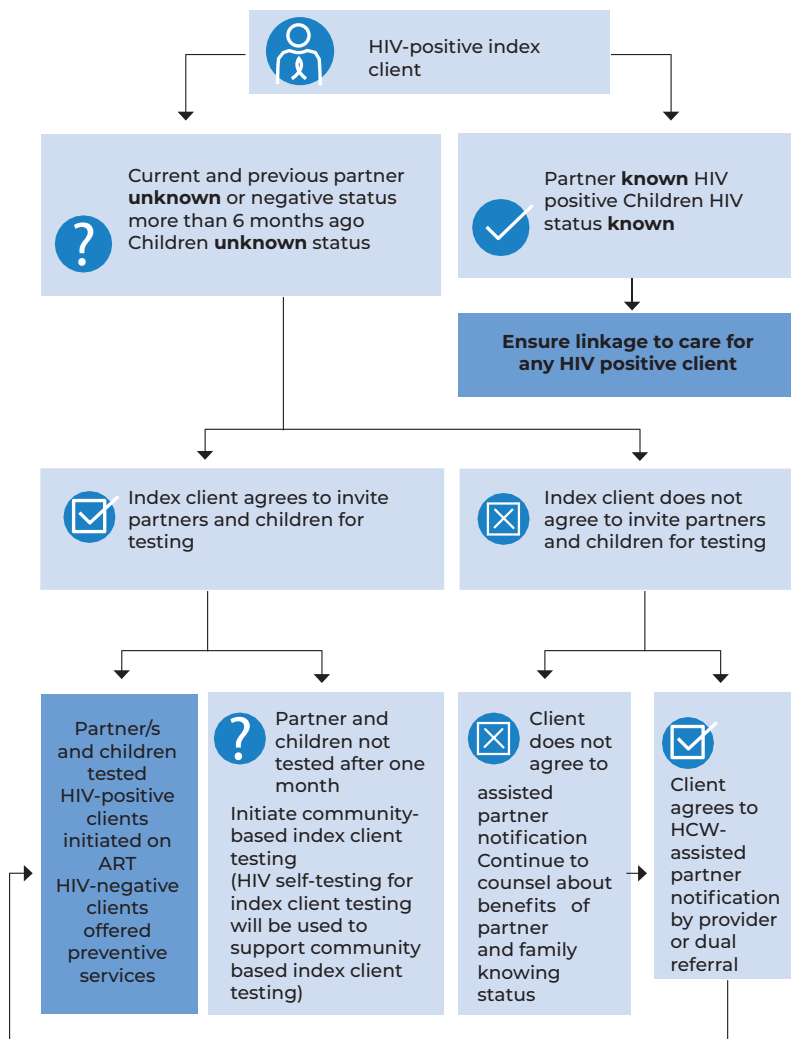 HIV-positive index
client
Current and previous partner
unknown or negative status
more than 6 months ago
Children unknown status
?
Partner known HIV
positive Children HIV
status known
Ensure linkage to care for
any HIV positive client
Index client agrees to invite
partners and children for
testing
Index client does not
agree to invite partners
and children for testing
Partner/s
and children
tested
HIV-positive
clients
initiated on
ART
HIV-negative
clients
offered
preventive
services
?
Partner and
children not
tested after one
month
Initiate community-
based index client
testing
(HIV self-testing for
index client testing
will be used to
support community
based index client
testing)
Client
does not
agree to
assisted
partner
notification
Continue to
counsel about
benefits of
partner
and family
knowing
status
Client
agrees to
HCW-
assisted
partner
notification
by provider
or dual
referral